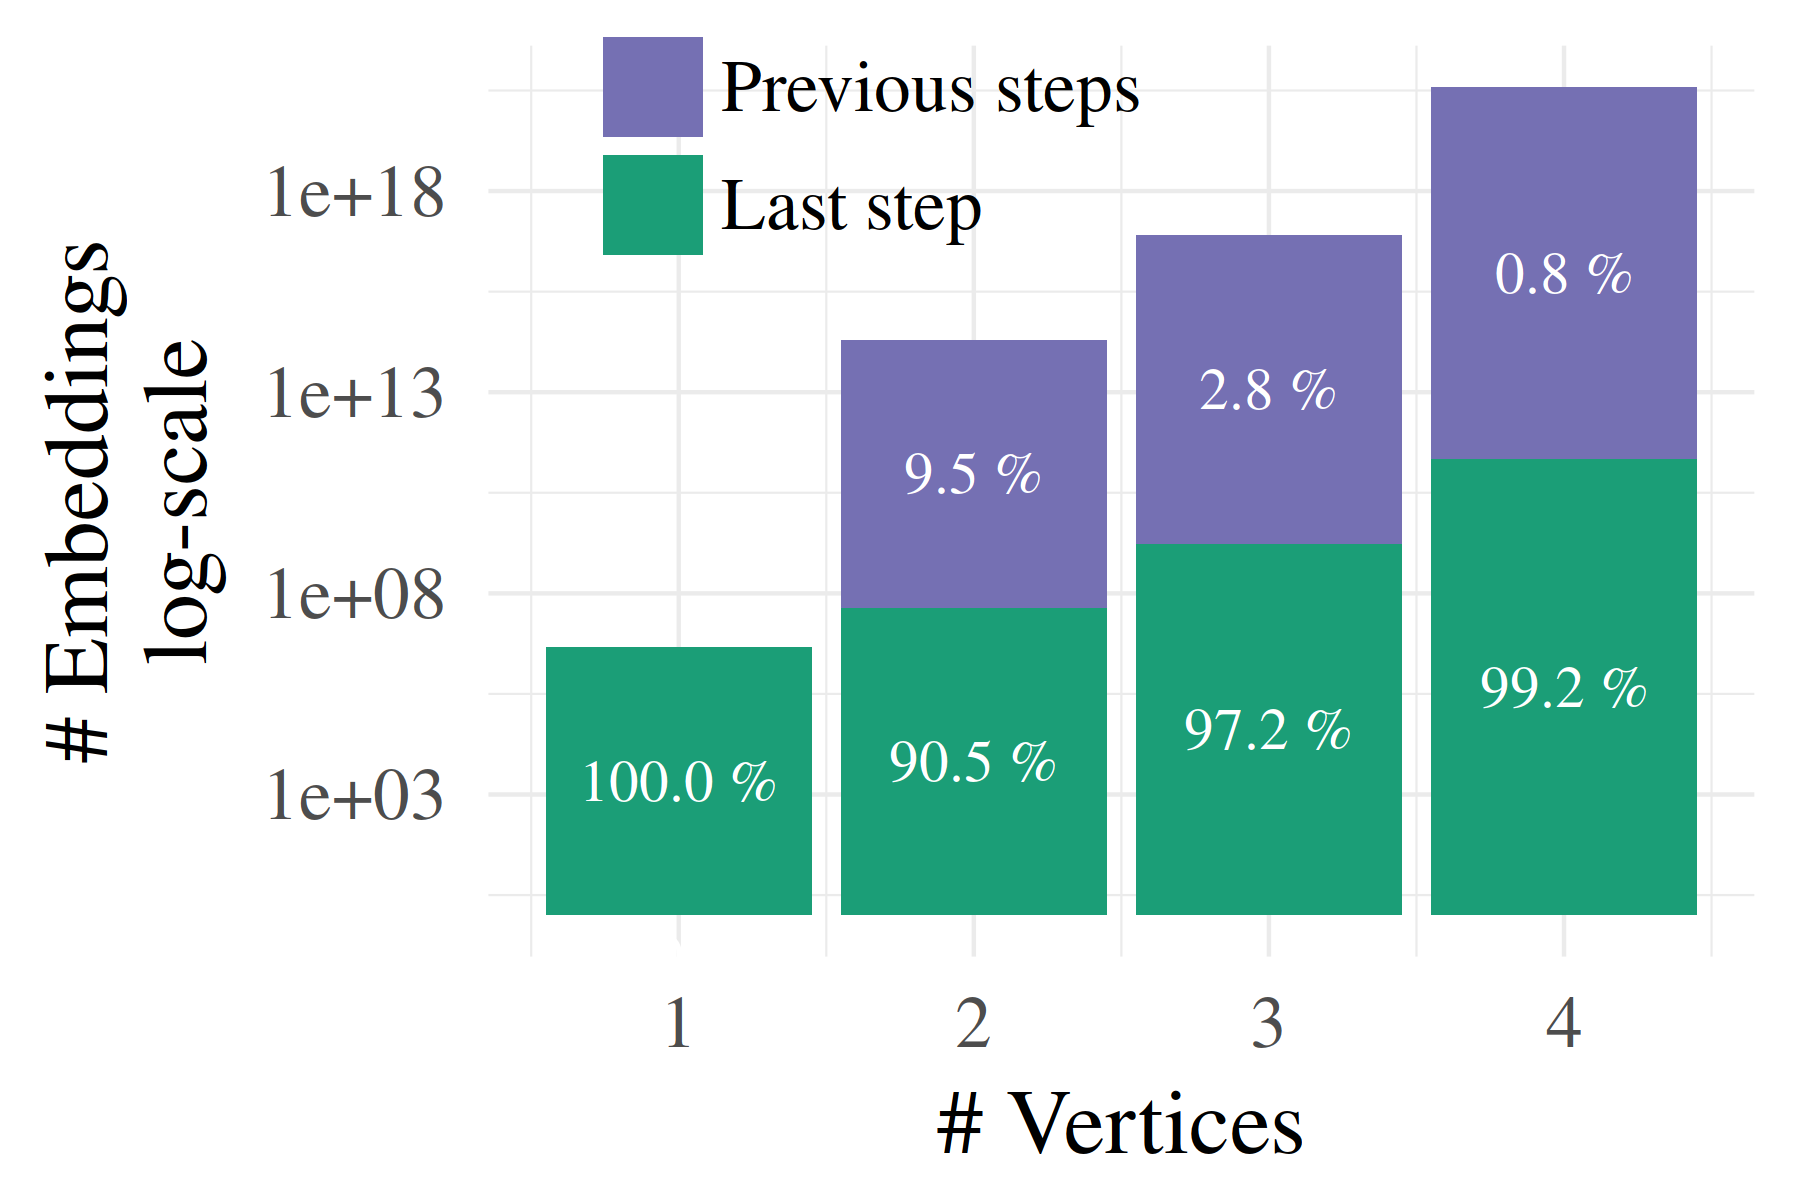 Previous steps
Last step
# Embeddings
log-scale
1e+18
1e+13
1e+08
1e+03
100.0 %
9.5 %
90.5 %
2.8 %
97.2 %
0.8 %
99.2 %
1
2
3
4
# Vertices